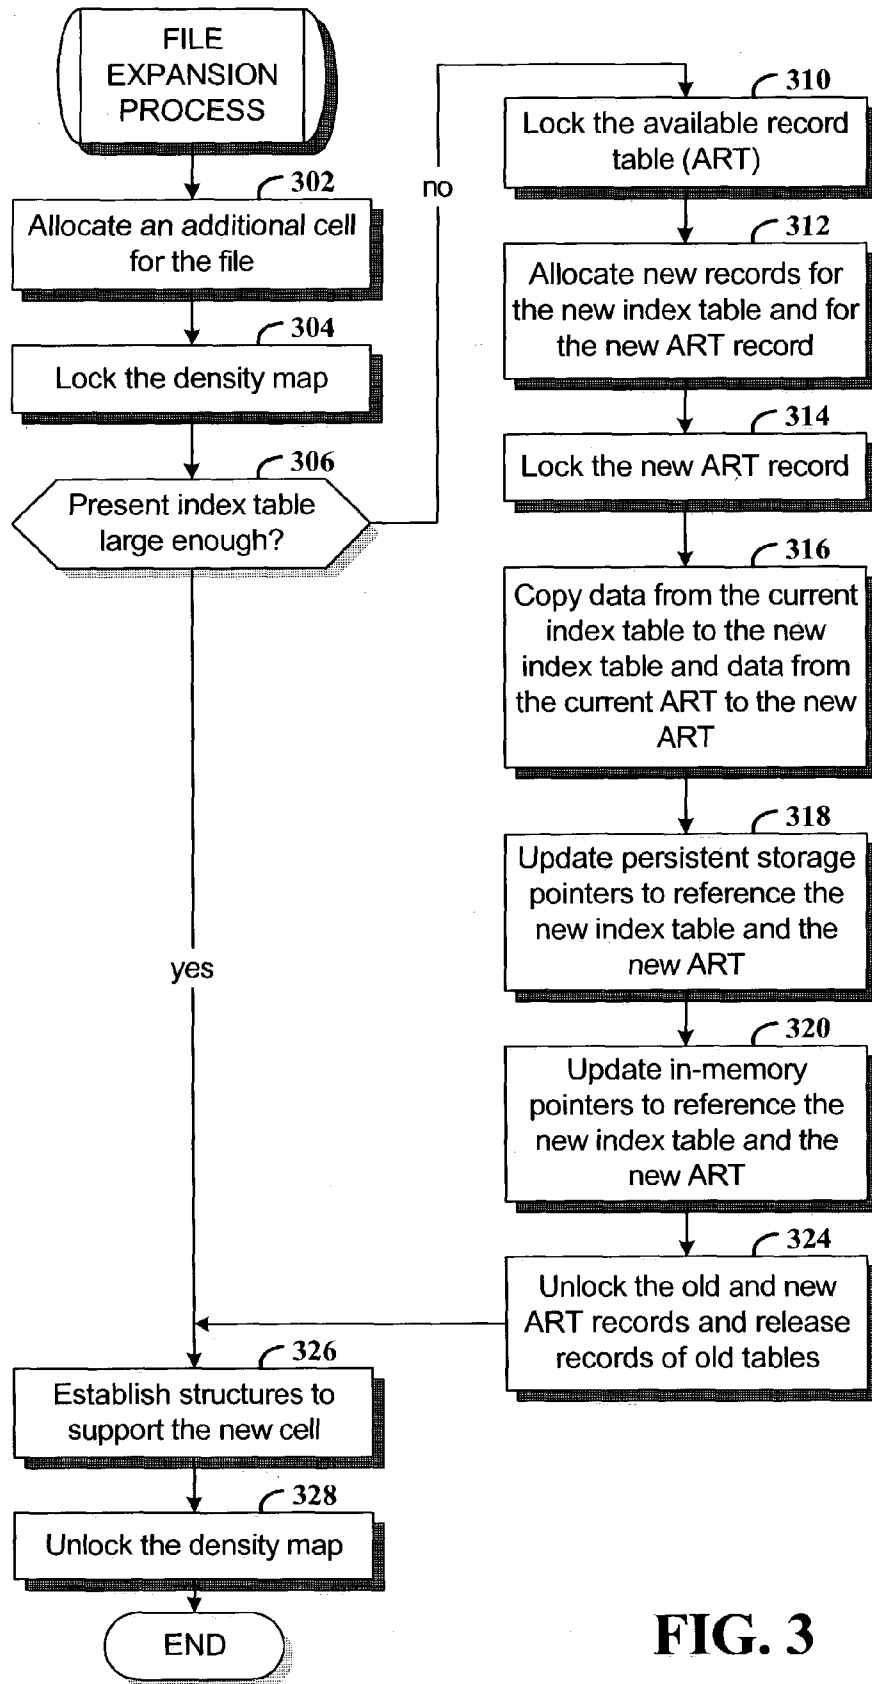 FILE
EXPANSION
PROCESS
302
Allocate an additional cell
for the file
304
Lock the density map
306
Present index table
large enough?
no
yes
310
Lock the available record
table (ART)
312
Allocate new records for
the new index table and for
the new ART record
314
Lock the new ART record
316
Copy data from the current
index table to the new
index table and data from
the current ART to the new
ART
318
Update persistent storage
pointers to reference the
new index table and the
new ART
320
Update in-memory
pointers to reference the
new index table and the
new ART
324
Unlock the old and new
ART records and release
records of old tables
326
Establish structures to
support the new cell
328
Unlock the density map
END
FIG. 3